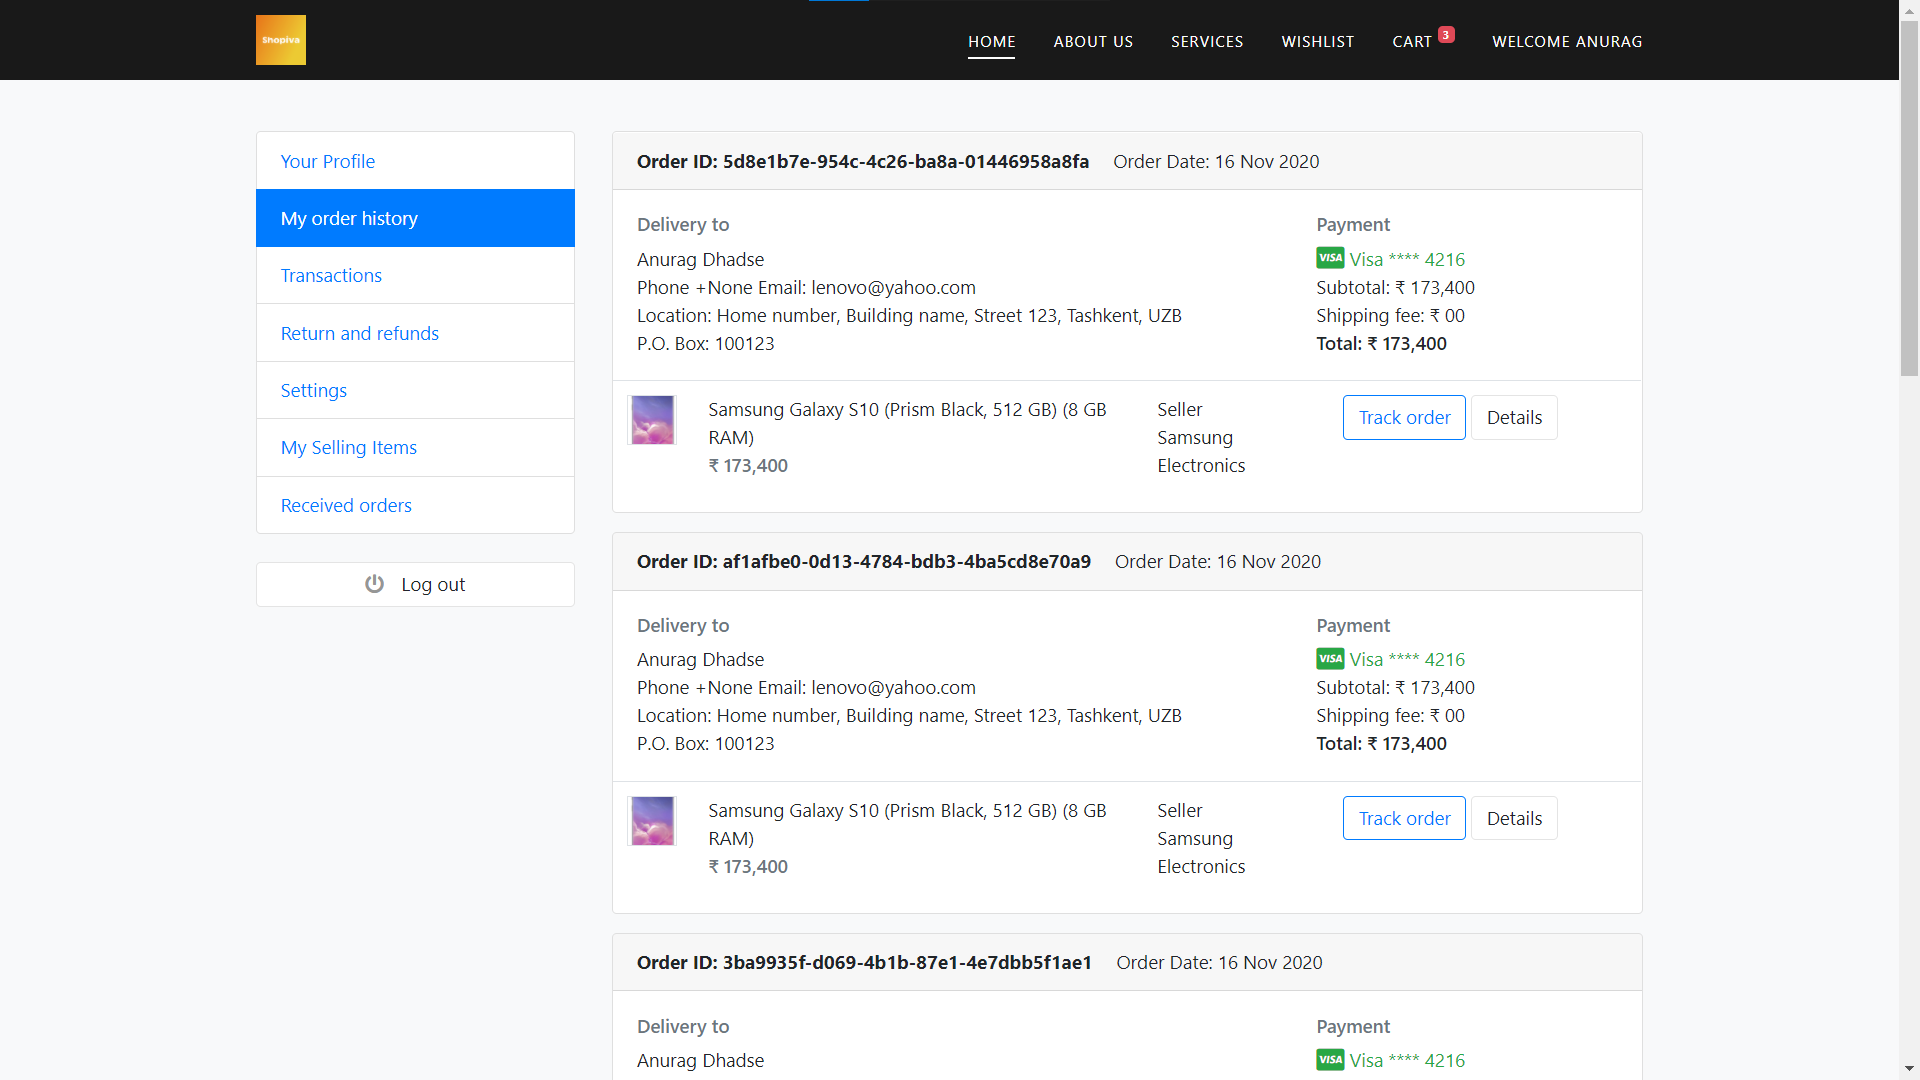 Shopiva
HOME ABOUT US SERVICES WISHLIST CART 3 WELCOME ANURAG
Your Profile
My order history
Transactions
Return and refunds
Settings
My Selling Items
Received orders
Log out
Order ID: 5d8e1b7e-954c-4c26-ba8a-01446958a8fa Order Date: 16 Nov 2020
Delivery to
Anurag Dhadse
Phone +None Email: lenovo@yahoo.com
Location: Home number, Building name, Street 123, Tashkent, UZB
P.O. Box: 100123
Payment
VISA Visa **** 4216
Subtotal: ₹ 173,400
Shipping fee: ₹ 00
Total: ₹ 173,400
Samsung Galaxy S10 (Prism Black, 512 GB) (8 GB
RAM)
₹ 173,400
Seller
Samsung
Electronics
Track order Details
Order ID: af1afbe0-0d13-4784-bdb3-4ba5cd8e70a9 Order Date: 16 Nov 2020
Delivery to
Anurag Dhadse
Phone +None Email: lenovo@yahoo.com
Location: Home number, Building name, Street 123, Tashkent, UZB
P.O. Box: 100123
Payment
VISA Visa **** 4216
Subtotal: ₹ 173,400
Shipping fee: ₹ 00
Total: ₹ 173,400
Samsung Galaxy S10 (Prism Black, 512 GB) (8 GB
RAM)
₹ 173,400
Seller
Samsung
Electronics
Track order Details
Order ID: 3ba9935f-d069-4b1b-87e1-4e7dbb5f1ae1 Order Date: 16 Nov 2020
Delivery to
Anurag Dhadse
Payment
VISA Visa **** 4216